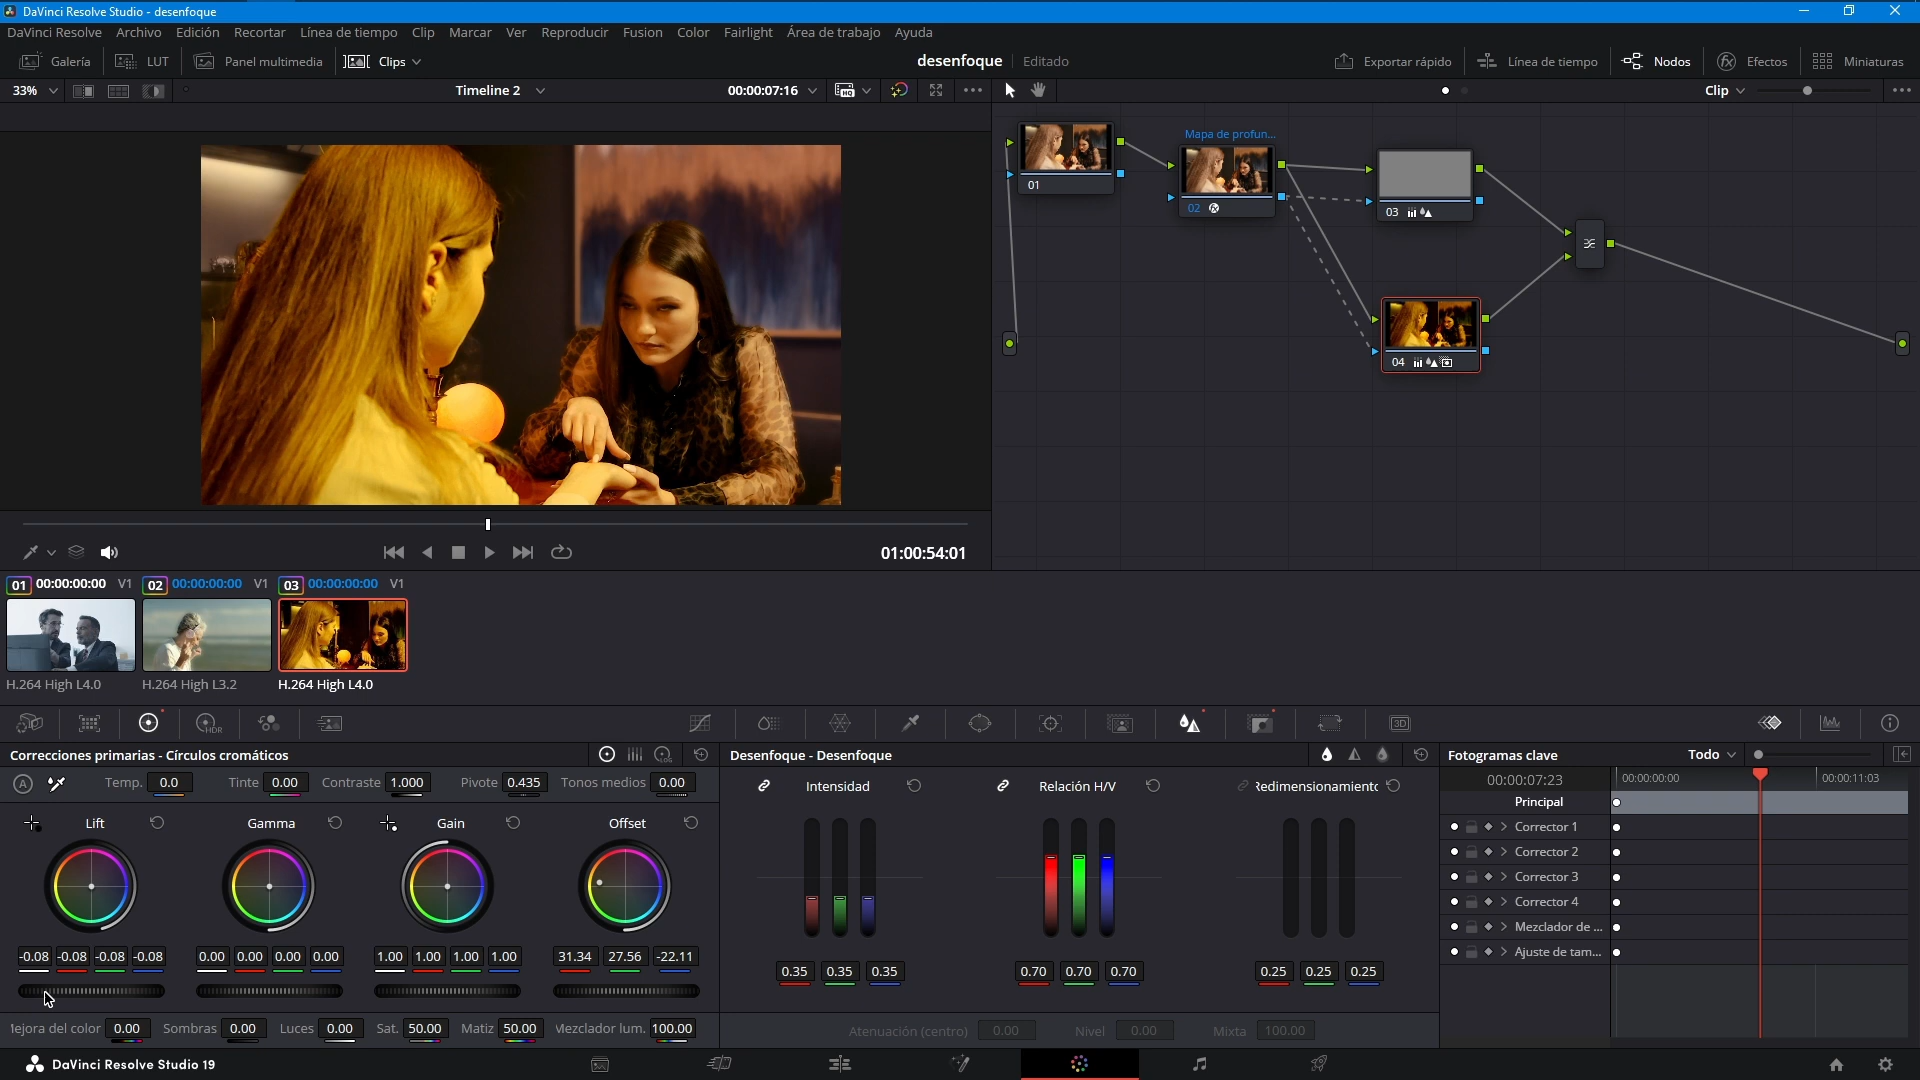 DaVinci Resolve Studio - desenfoque
DaVinci Resolve Archivo Edición Recortar Línea de tiempo Clip Marcar Ver Reproducir Fusion Color Fairlight Área de trabajo Ayuda
Galería LUT Panel multimedia Clips desenfoque Editado Exportar rápido Línea de tiempo Nodos Efectos Miniaturas
33% Timeline 2 00:00:07:16 Clip
Mapa de profun...
01
02
03
04
01:00:54:01
01 00:00:00:00 V1 02 00:00:00:00 V1 03 00:00:00:00 V1
H.264 High L4.0 H.264 High L3.2 H.264 High L4.0
Correcciones primarias - Círculos cromáticos Desenfoque - Desenfoque Fotogramas clave Todo
Temp. 0.0 Tinte 0.00 Contraste 1.000 Pivote 0.435 Tonos medios 0.00
Intensidad Relación H/V Redimensionamiento
00:00:07:23 00:00:00:00 00:00:11:03
Principal
Lift Gamma Gain Offset
Corrector 1
Corrector 2
Corrector 3
Corrector 4
Mezclador de ...
Ajuste de tam...
-0.08 -0.08 -0.08 -0.08 0.00 0.00 0.00 0.00 1.00 1.00 1.00 1.00 31.34 27.56 -22.11
0.35 0.35 0.35 0.70 0.70 0.70 0.25 0.25 0.25
ejora del color 0.00 Sombras 0.00 Luces 0.00 Sat. 50.00 Matiz 50.00 Mezclador lum. 100.00
Atenuación (centro) 0.00 Nivel 0.00 Mixta 100.00
DaVinci Resolve Studio 19
HDR
LOG
HQ
3D
A
fx